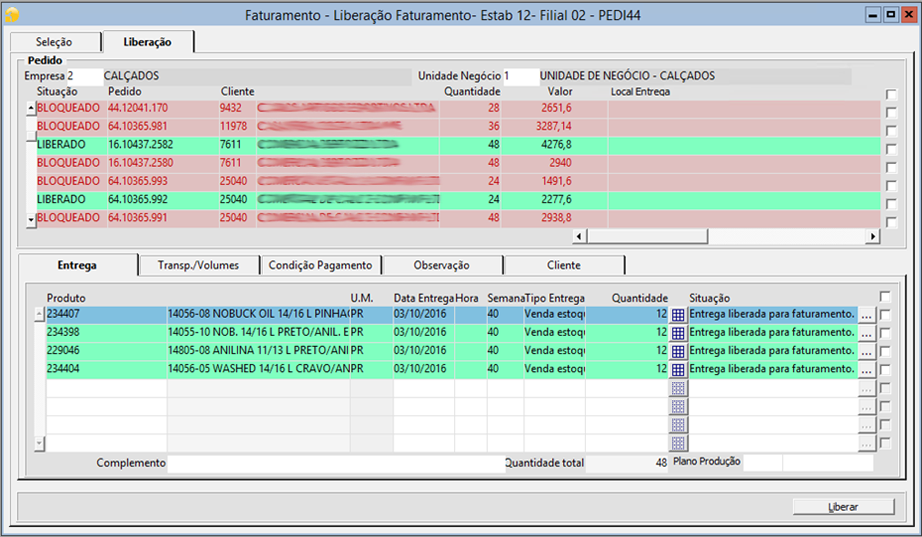 Faturamento - Liberação Faturamento- Estab 12- Filial 02 - PEDI44
Seleção Liberação
Pedido
Empresa 2 CALÇADOS Unidade Negócio 1 UNIDADE DE NEGÓCIO - CALÇADOS
Situação Pedido Cliente Quantidade Valor Local Entrega
BLOQUEADO 44.12041.170 9432 28 2651,6
BLOQUEADO 64.10365.981 11978 36 3287,14
LIBERADO 16.10437.2582 7611 48 4276,8
BLOQUEADO 16.10437.2580 7611 48 2940
BLOQUEADO 64.10365.993 25040 24 1491,6
LIBERADO 64.10365.992 25040 24 2277,6
BLOQUEADO 64.10365.991 25040 48 2938,8
Entrega Transp./Volumes Condição Pagamento Observação Cliente
Produto U.M. Data Entrega Hora Semana Tipo Entrega Quantidade Situação
234407 14056-08 NOBUCK OIL 14/16 L PINHA( PR 03/10/2016 40 Venda estoq 12 Entrega liberada para faturamento. ...
234398 14055-10 NOB. 14/16 L PRETO/ANIL. E PR 03/10/2016 40 Venda estoq 12 Entrega liberada para faturamento. ...
229046 14805-08 ANILINA 11/13 L PRETO/ANI PR 03/10/2016 40 Venda estoq 12 Entrega liberada para faturamento. ...
234404 14056-05 WASHED 14/16 L CRAVO/AN PR 03/10/2016 40 Venda estoq 12 Entrega liberada para faturamento. ...
...
...
...
...
Complemento Quantidade total 48 Plano Produção
Liberar